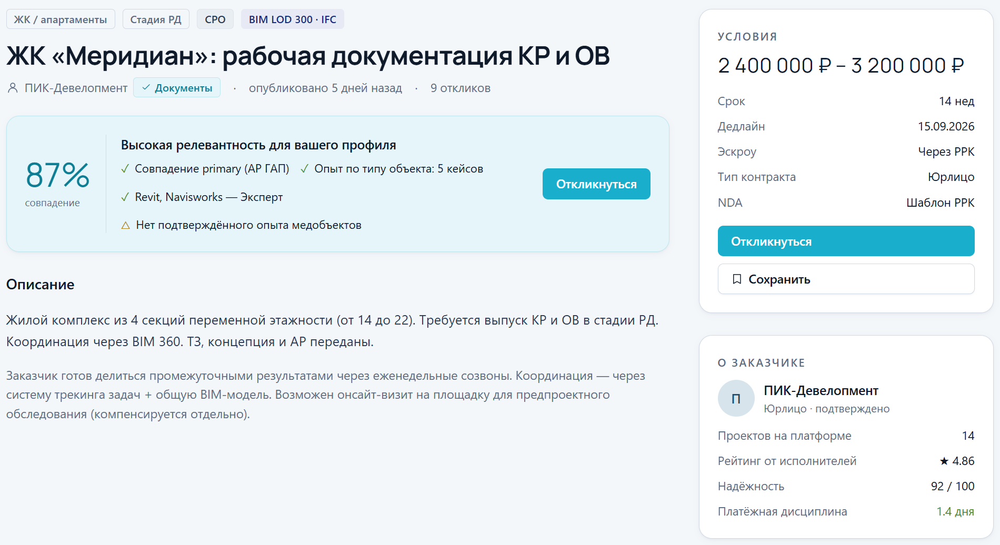 ЖК / апартаменты
Стадия РД
СРО
BIM LOD 300 · IFC
ЖК «Меридиан»: рабочая документация КР и ОВ
ПИК-Девелопмент
Документы
· опубликовано 5 дней назад · 9 откликов
87%
совпадение
Высокая релевантность для вашего профиля
✓ Совпадение primary (АР ГАП) ✓ Опыт по типу объекта: 5 кейсов
✓ Revit, Navisworks — Эксперт
△ Нет подтверждённого опыта медобъектов
Откликнуться
Описание
Жилой комплекс из 4 секций переменной этажности (от 14 до 22). Требуется выпуск КР и ОВ в стадии РД.
Координация через BIM 360. ТЗ, концепция и АР переданы.
Заказчик готов делиться промежуточными результатами через еженедельные созвоны. Координация — через
систему трекинга задач + общую BIM-модель. Возможен онсайт-визит на площадку для предпроектного
обследования (компенсируется отдельно).
УСЛОВИЯ
2 400 000 ₽ – 3 200 000 ₽
Срок 14 нед
Дедлайн 15.09.2026
Эскроу Через РРК
Тип контракта Юрлицо
NDA Шаблон РРК
Откликнуться
Сохранить
О ЗАКАЗЧИКЕ
П
ПИК-Девелопмент
Юрлицо · подтверждено
Проектов на платформе 14
Рейтинг от исполнителей ★ 4.86
Надёжность 92 / 100
Платёжная дисциплина 1.4 дня